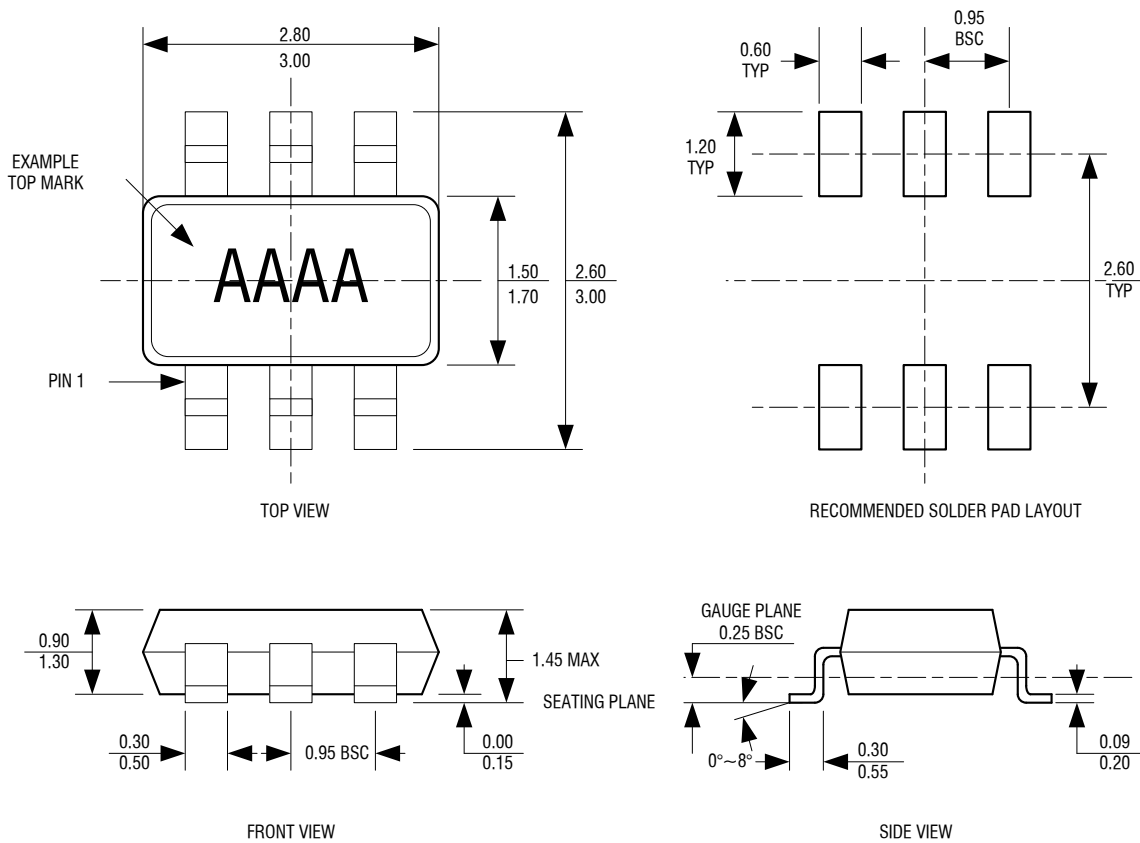 2.80
3.00
EXAMPLE
TOP MARK
AAAA
1.50
1.70
2.60
3.00
PIN 1
TOP VIEW
0.95
BSC
0.60
TYP
1.20
TYP
2.60
TYP
RECOMMENDED SOLDER PAD LAYOUT
0.90
1.30
1.45 MAX
SEATING PLANE
0.30
0.50
0.95 BSC
0.00
0.15
FRONT VIEW
GAUGE PLANE
0.25 BSC
0°~8°
0.30
0.55
0.09
0.20
SIDE VIEW